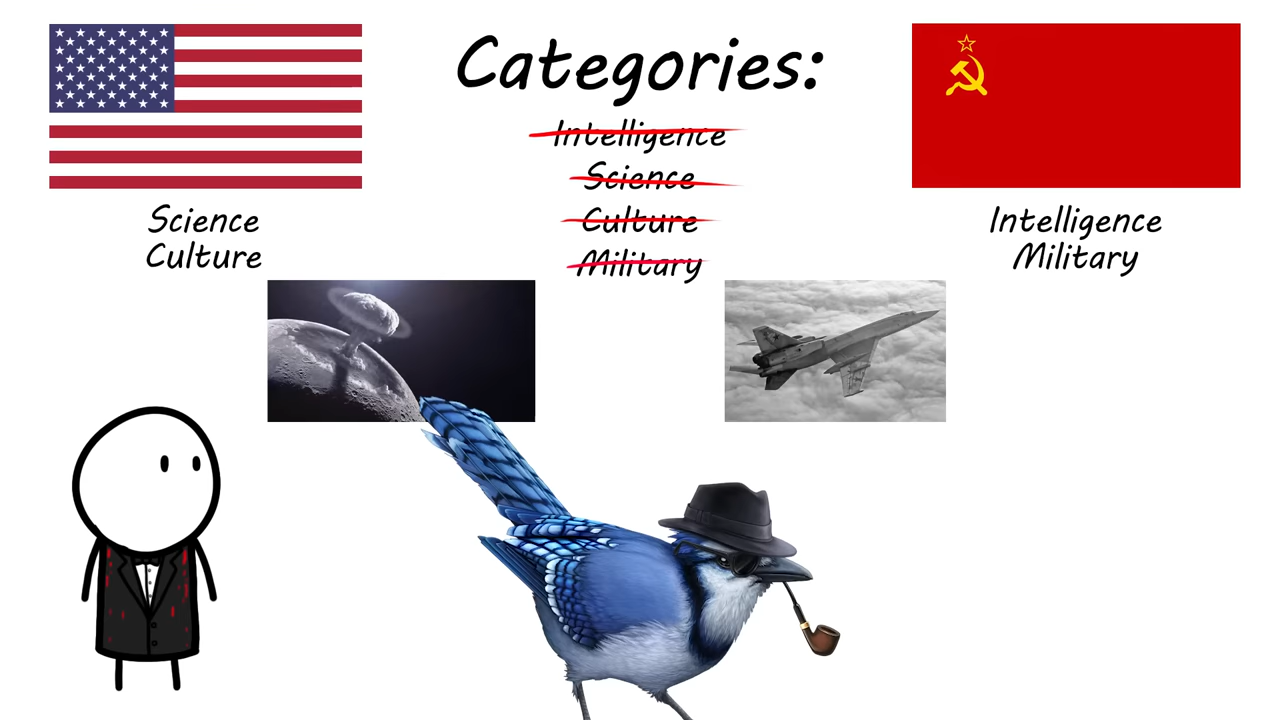 Categories:
Intelligence
Science
Culture
Military
Science
Culture
Intelligence
Military